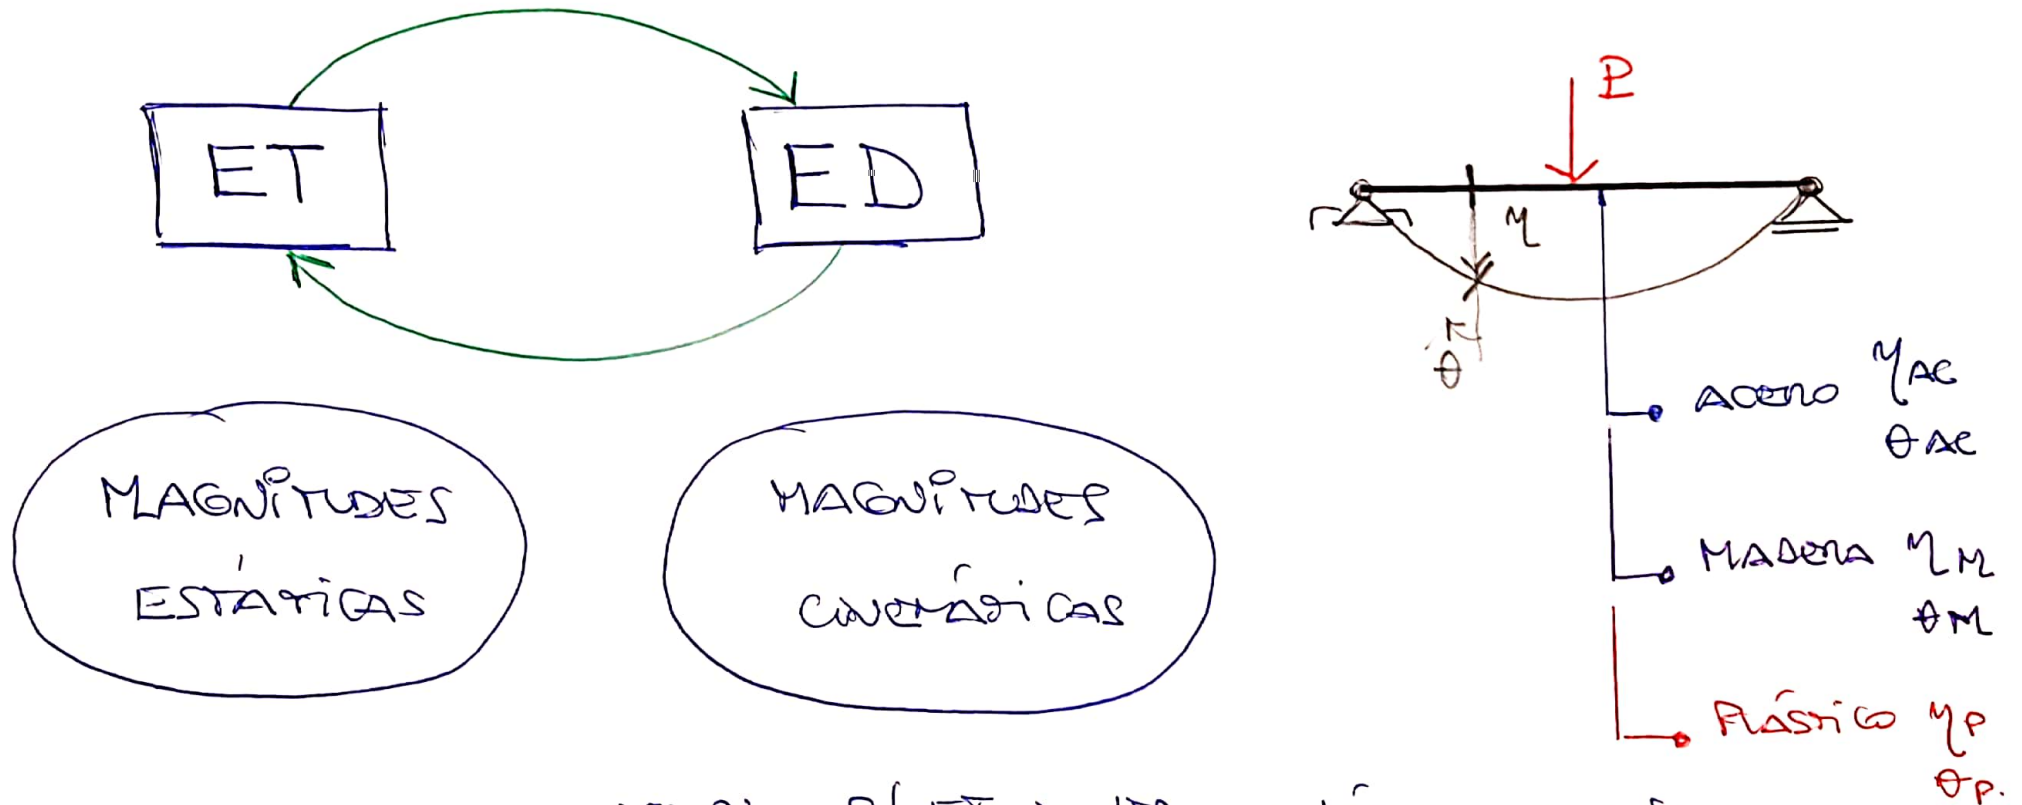 ET
ED
MAGNITUDES
ESTÁTICAS
MAGNITUDES
CINEMÁTICAS
P
η
θ
ACERO ηAC
θAC
MADERA ηM
θM
PLÁSTICO ηP
θP.